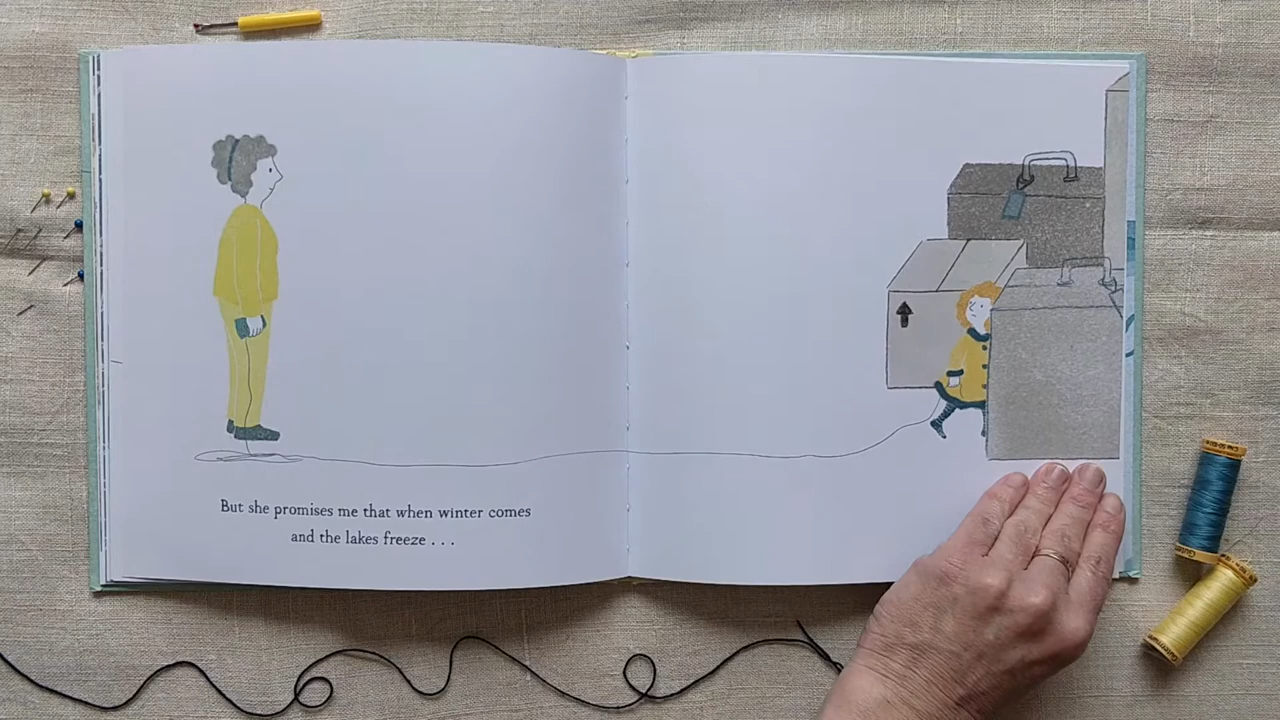 But she promises me that when winter comes
and the lakes freeze . . .